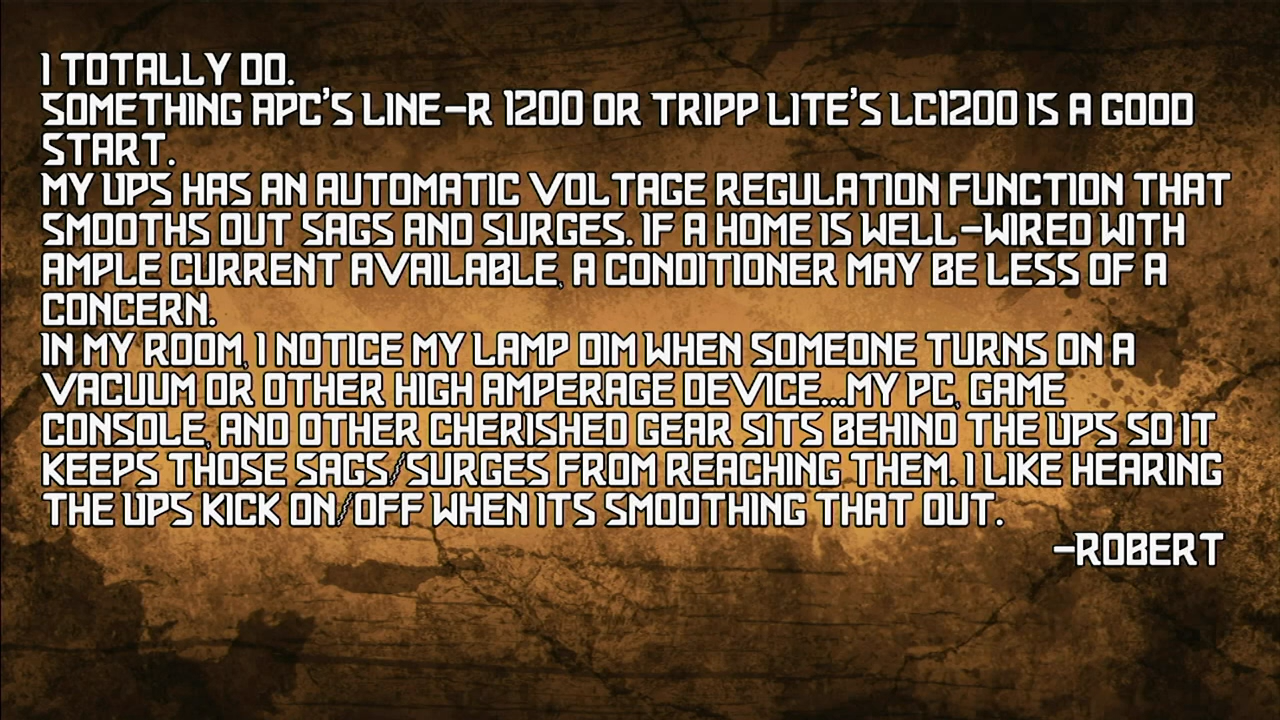 I TOTALLY DO.
SOMETHING APC'S LINE-R 1200 OR TRIPP LITE'S LC1200 IS A GOOD
START.
MY UPS HAS AN AUTOMATIC VOLTAGE REGULATION FUNCTION THAT
SMOOTHS OUT SAGS AND SURGES. IF A HOME IS WELL-WIRED WITH
AMPLE CURRENT AVAILABLE, A CONDITIONER MAY BE LESS OF A
CONCERN.
IN MY ROOM, I NOTICE MY LAMP DIM WHEN SOMEONE TURNS ON A
VACUUM OR OTHER HIGH AMPERAGE DEVICE...MY PC, GAME
CONSOLE, AND OTHER CHERISHED GEAR SITS BEHIND THE UPS SO IT
KEEPS THOSE SAGS/SURGES FROM REACHING THEM. I LIKE HEARING
THE UPS KICK ON/OFF WHEN ITS SMOOTHING THAT OUT.
-ROBERT